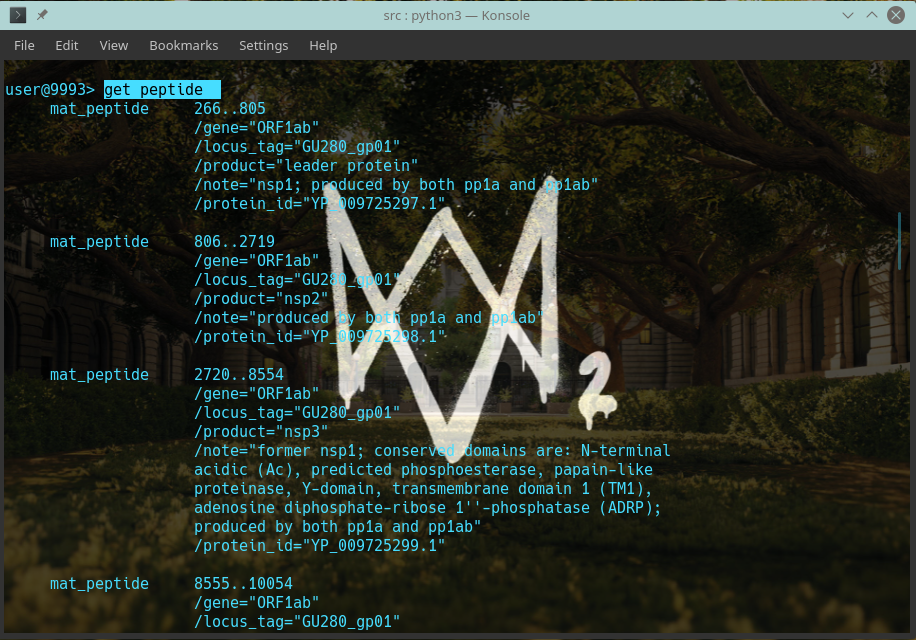 src : python3 — Konsole
File Edit View Bookmarks Settings Help
user@9993> get peptide
mat_peptide 266..805
/gene="ORF1ab"
/locus_tag="GU280_gp01"
/product="leader protein"
/note="nsp1; produced by both pp1a and pp1ab"
/protein_id="YP_009725297.1"
mat_peptide 806..2719
/gene="ORF1ab"
/locus_tag="GU280_gp01"
/product="nsp2"
/note="produced by both pp1a and pp1ab"
/protein_id="YP_009725298.1"
mat_peptide 2720..8554
/gene="ORF1ab"
/locus_tag="GU280_gp01"
/product="nsp3"
/note="former nsp1; conserved domains are: N-terminal
acidic (Ac), predicted phosphoesterase, papain-like
proteinase, Y-domain, transmembrane domain 1 (TM1),
adenosine diphosphate-ribose 1''-phosphatase (ADRP);
produced by both pp1a and pp1ab"
/protein_id="YP_009725299.1"
mat_peptide 8555..10054
/gene="ORF1ab"
/locus_tag="GU280_gp01"
2